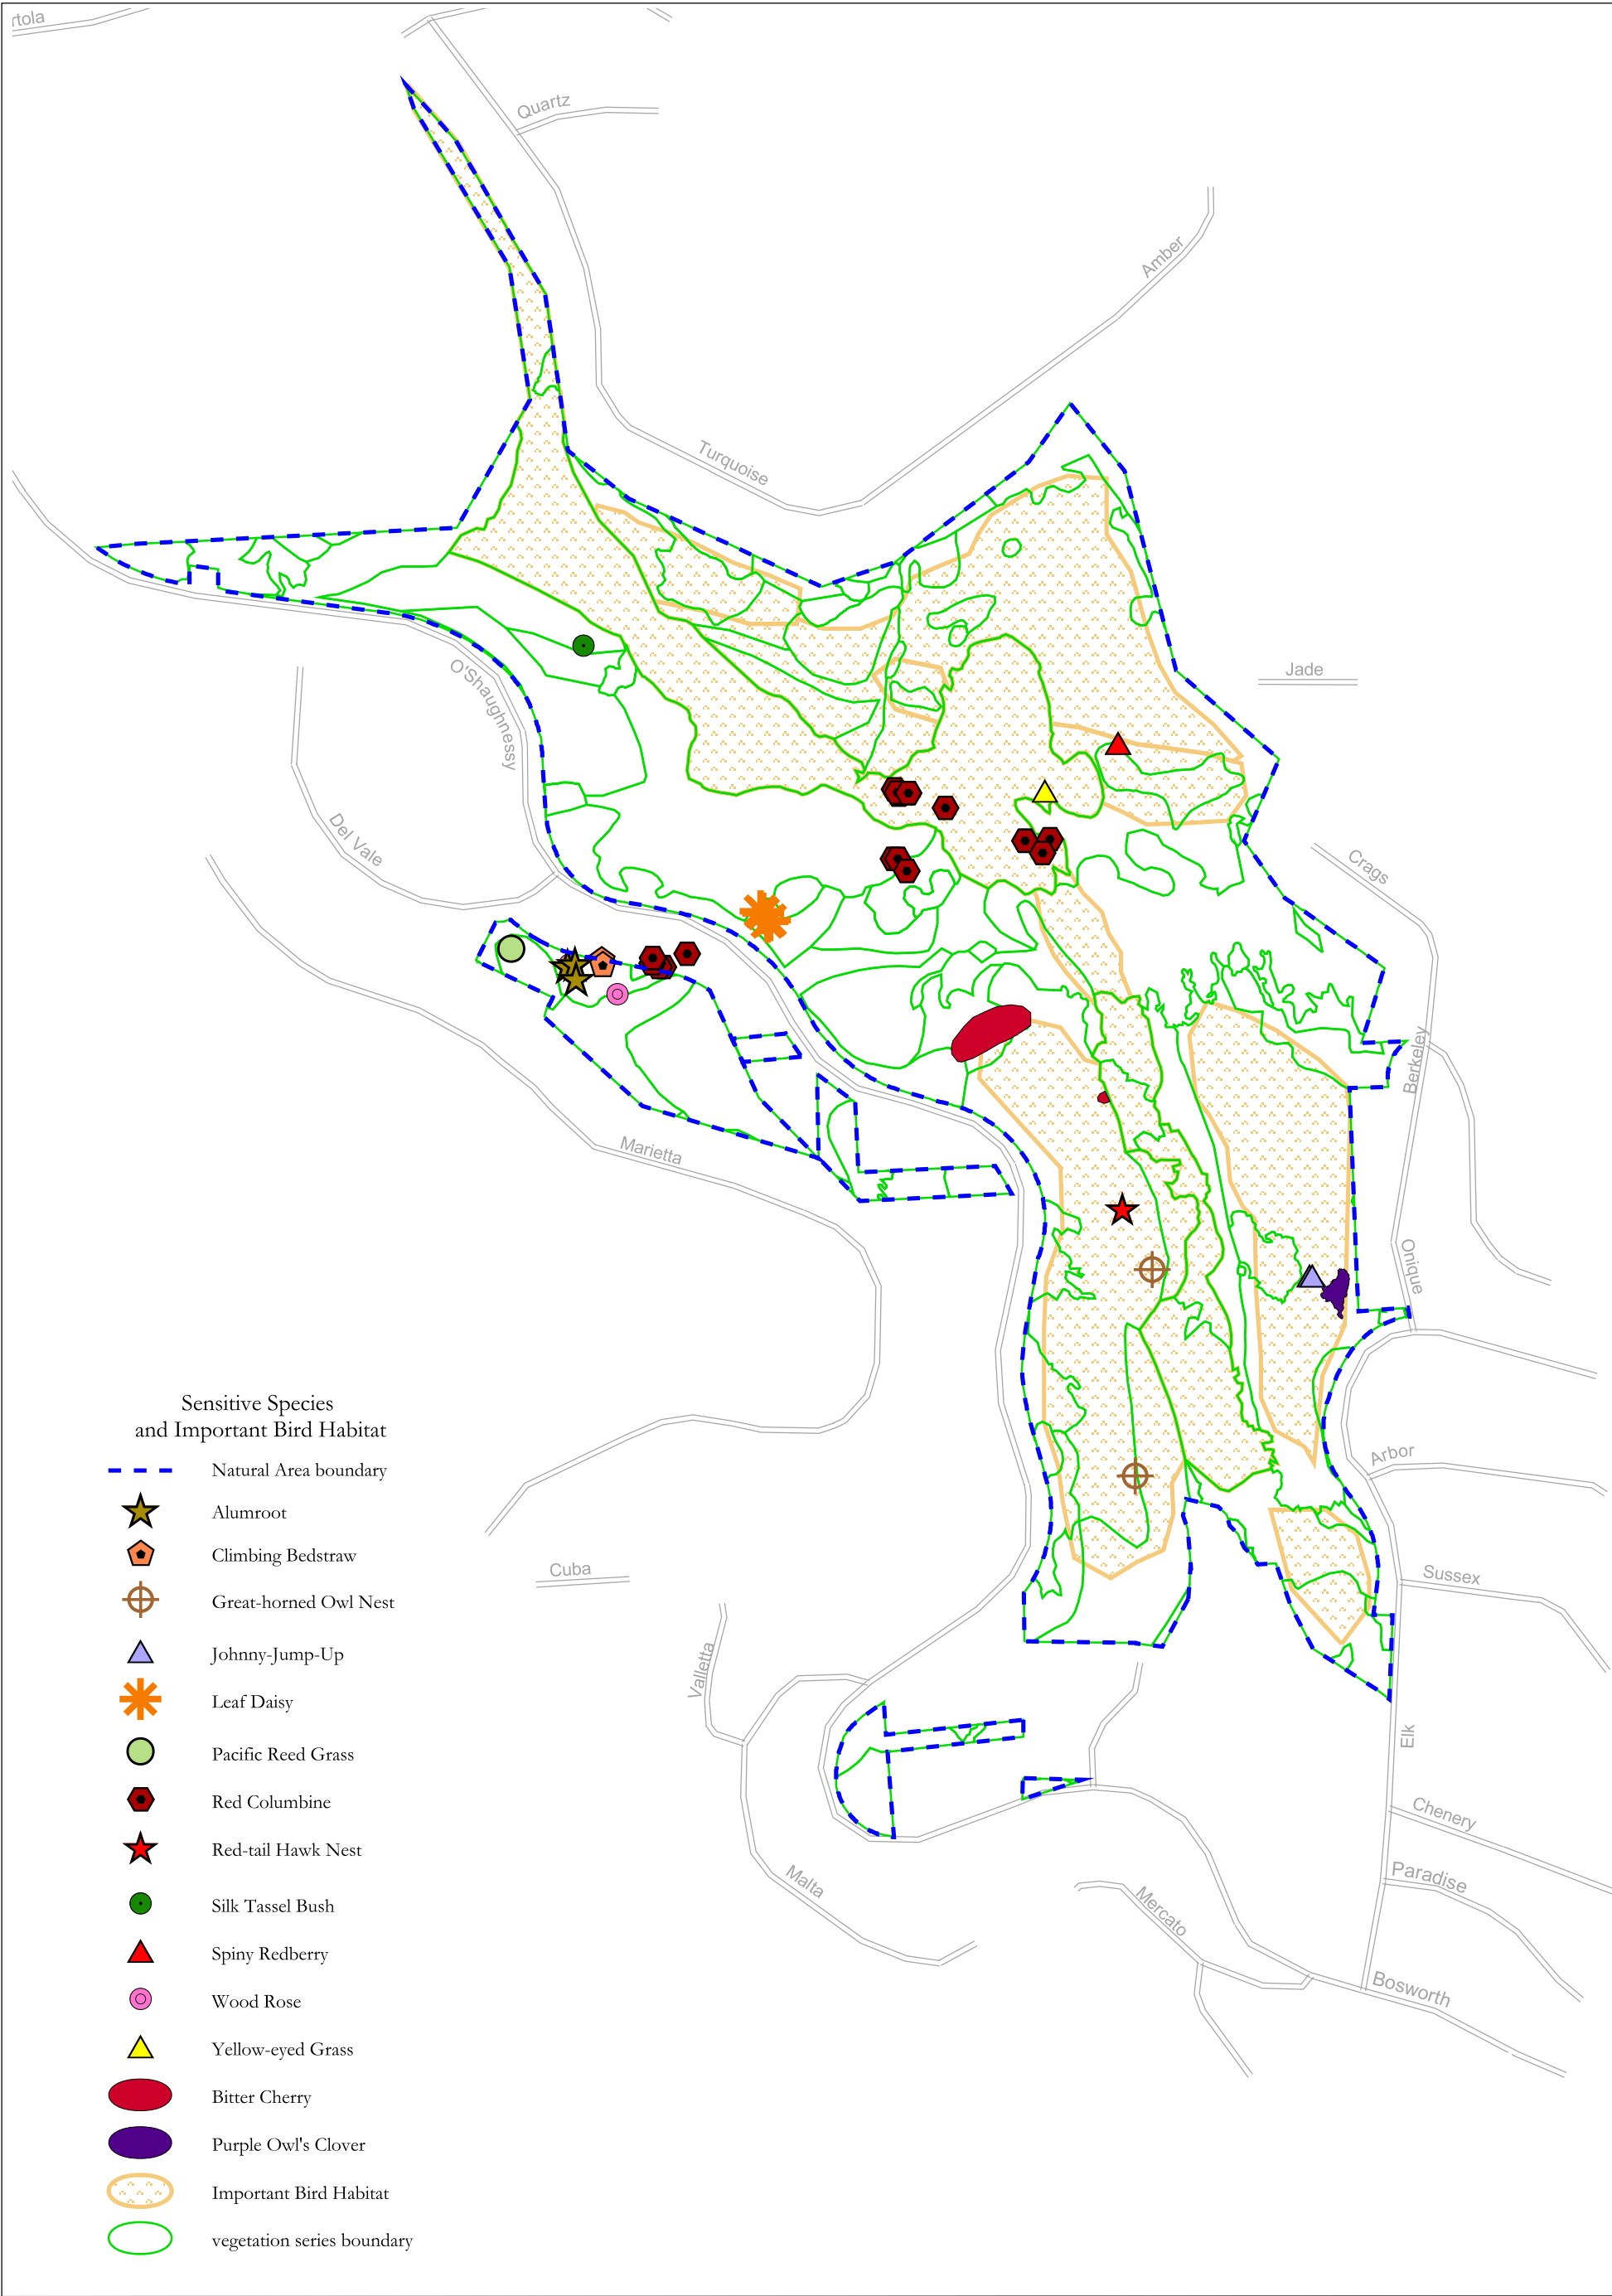 rtola
Quartz
Amber
Turquoise
Jade
O'Shaughnessy
Del Vale
Crags
Berkeley
Marietta
Onique
Sensitive Species
and Important Bird Habitat
Natural Area boundary
Alumroot
Climbing Bedstraw
Great-horned Owl Nest
Johnny-Jump-Up
Leaf Daisy
Pacific Reed Grass
Red Columbine
Red-tail Hawk Nest
Silk Tassel Bush
Spiny Redberry
Wood Rose
Yellow-eyed Grass
Bitter Cherry
Purple Owl's Clover
Important Bird Habitat
vegetation series boundary
Arbor
Cuba
Sussex
Valletta
Elk
Chenery
Malta
Paradise
Mercato
Bosworth